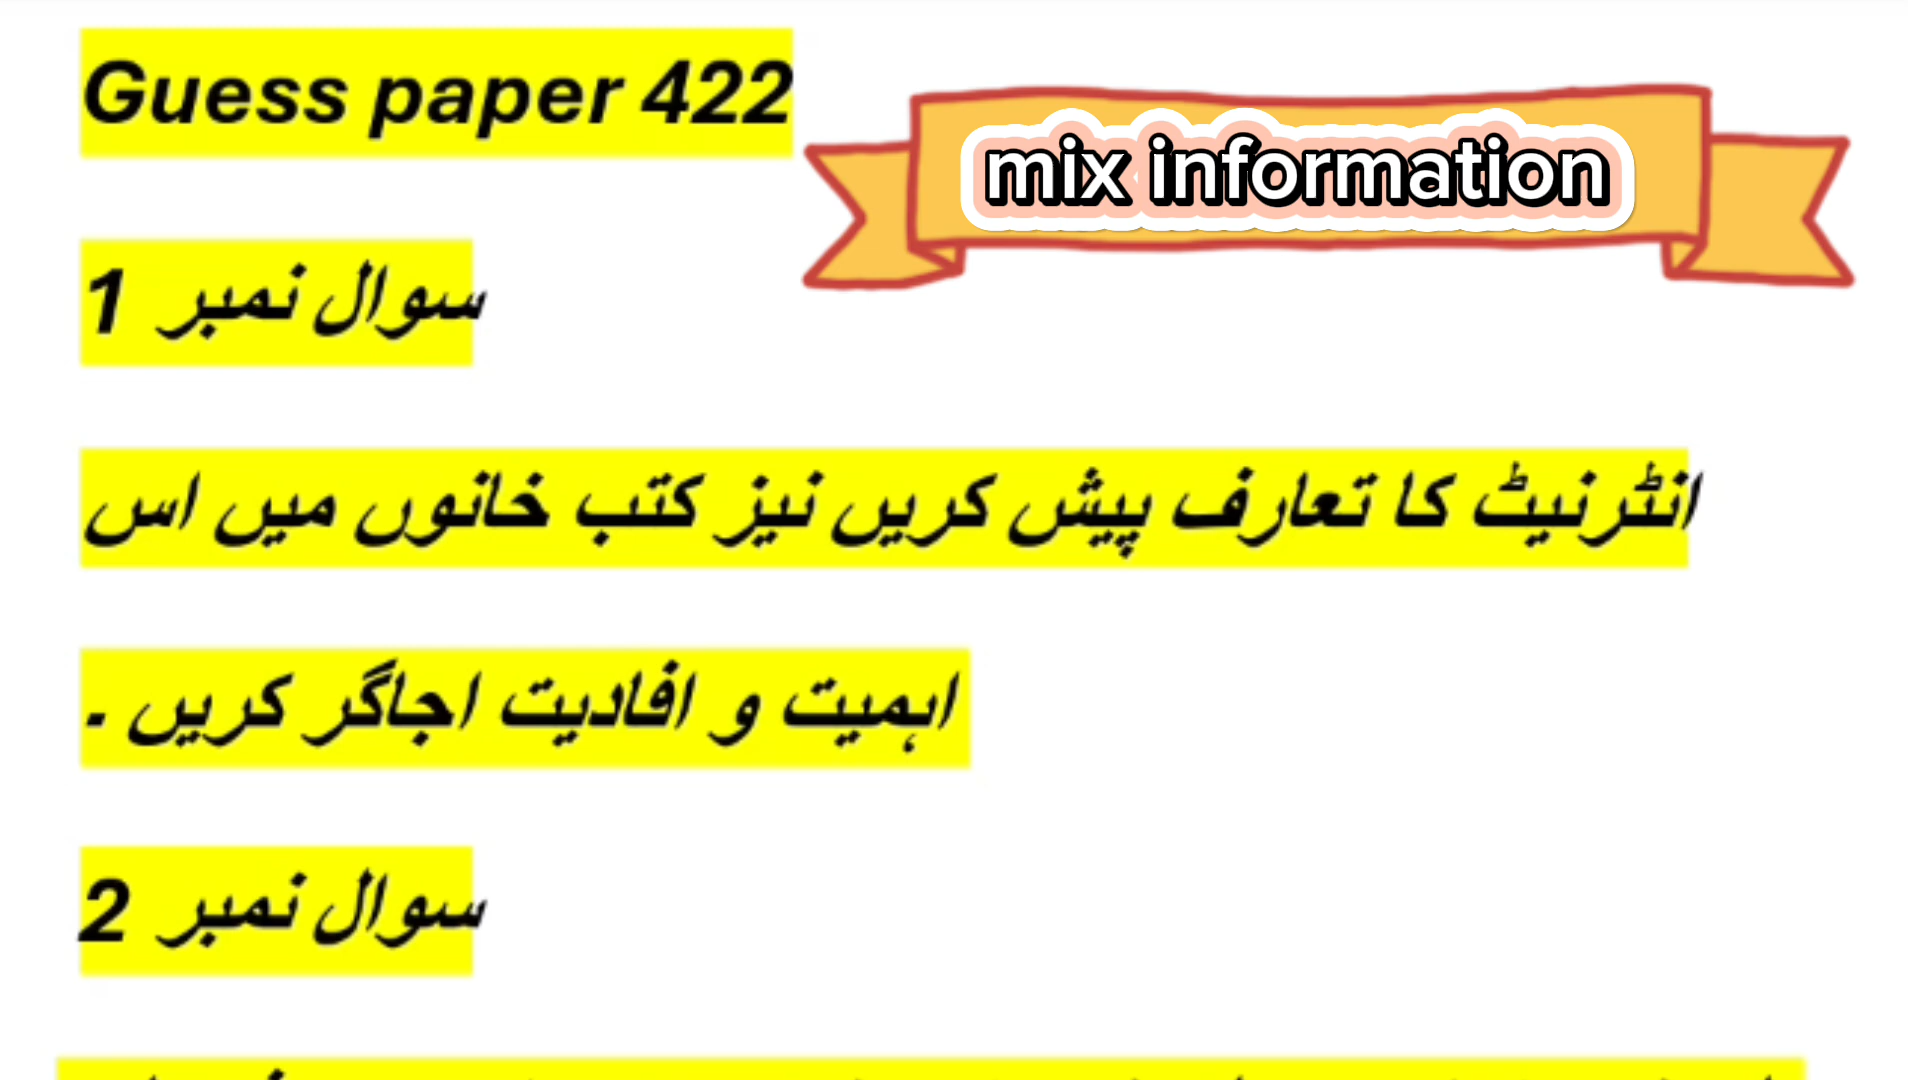 Guess paper 422
mix information
سوال نمبر 1
انٹرنیٹ کا تعارف پیش کریں نیز کتب خانوں میں اس
اہمیت و افادیت اجاگر کریں ۔
سوال نمبر 2